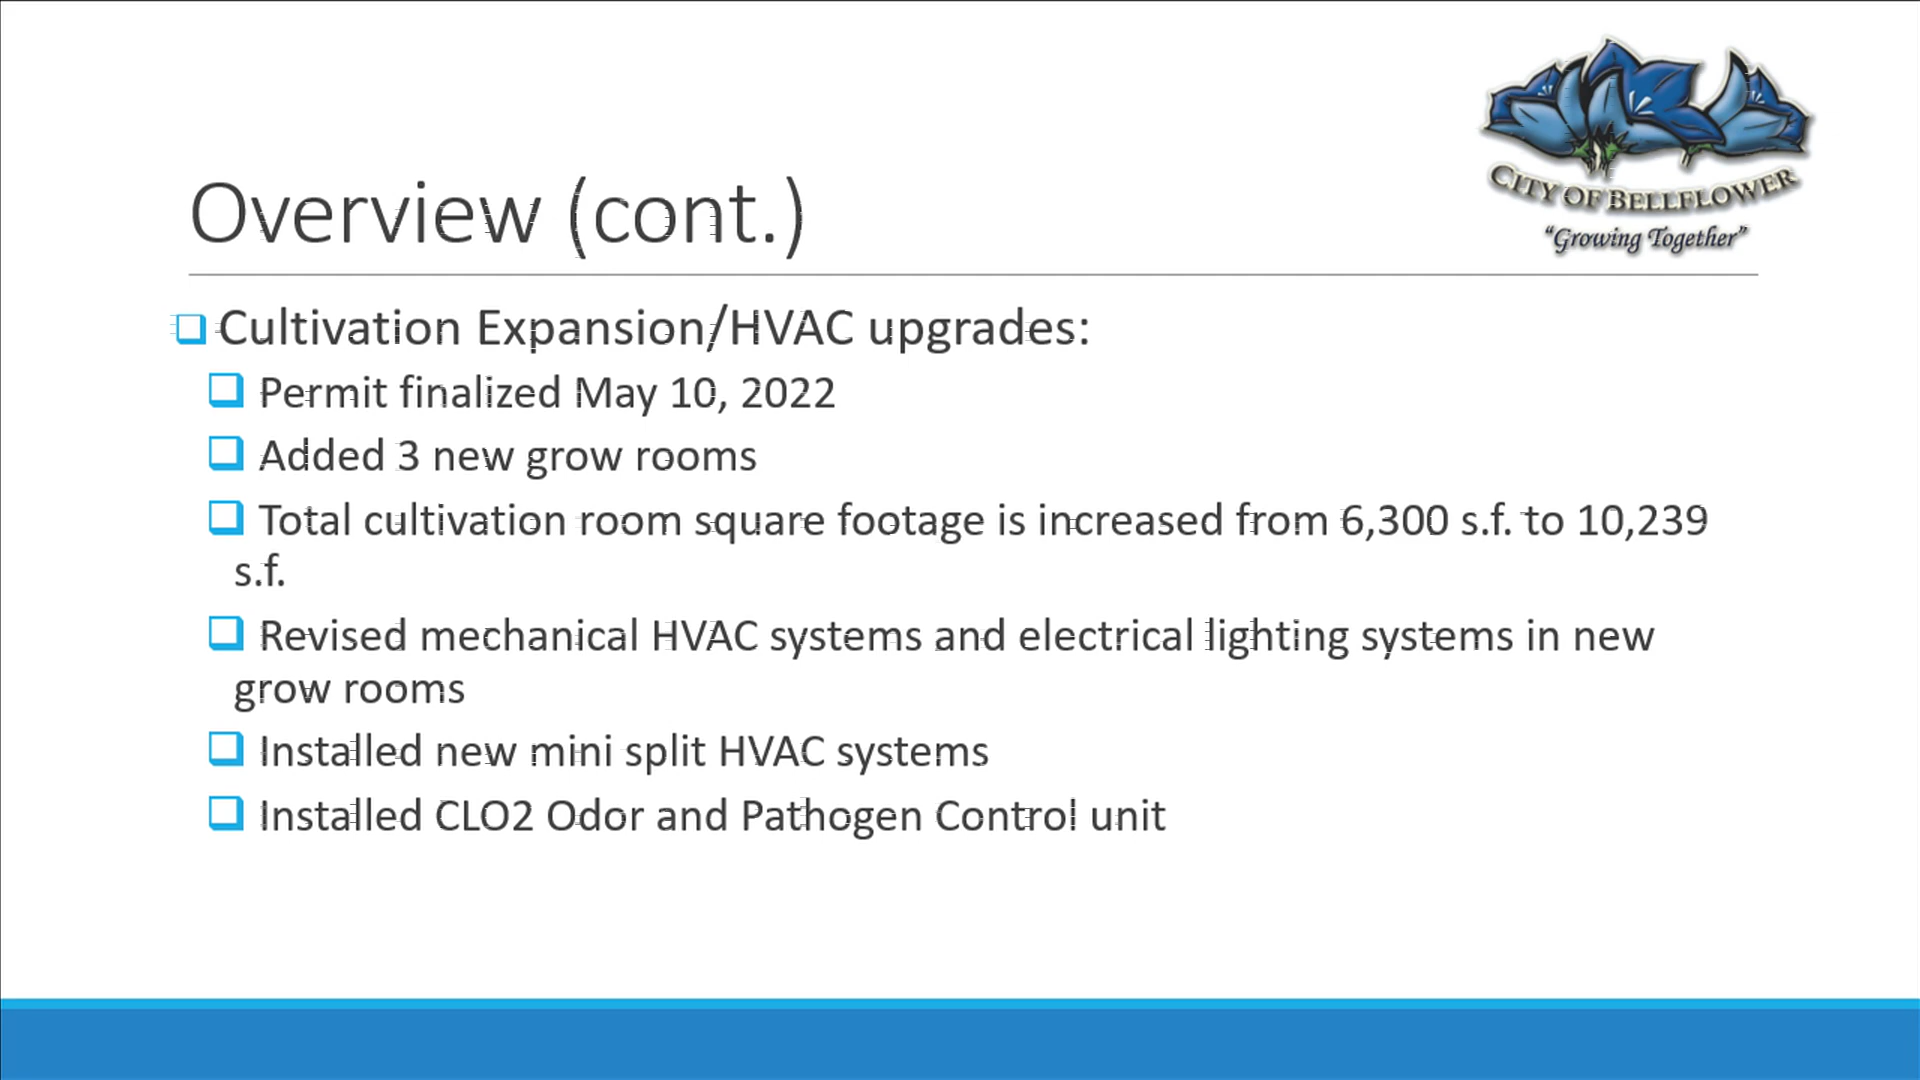 CITY OF BELLFLOWER
"Growing Together"
Overview (cont.)
Cultivation Expansion/HVAC upgrades:
Permit finalized May 10, 2022
Added 3 new grow rooms
Total cultivation room square footage is increased from 6,300 s.f. to 10,239
s.f.
Revised mechanical HVAC systems and electrical lighting systems in new
grow rooms
Installed new mini split HVAC systems
Installed CLO2 Odor and Pathogen Control unit